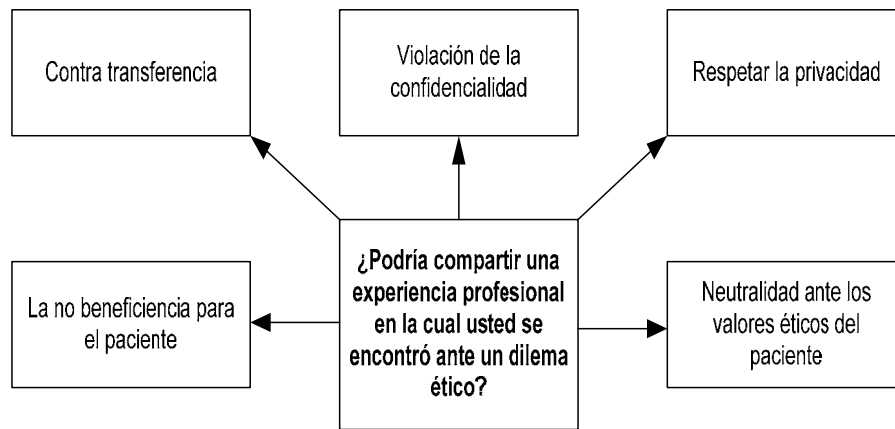 Contra transferencia
Violación de la
confidencialidad
Respetar la privacidad
La no beneficiencia para
el paciente
¿Podría compartir una
experiencia profesional
en la cual usted se
encontró ante un dilema
ético?
Neutralidad ante los
valores éticos del
paciente